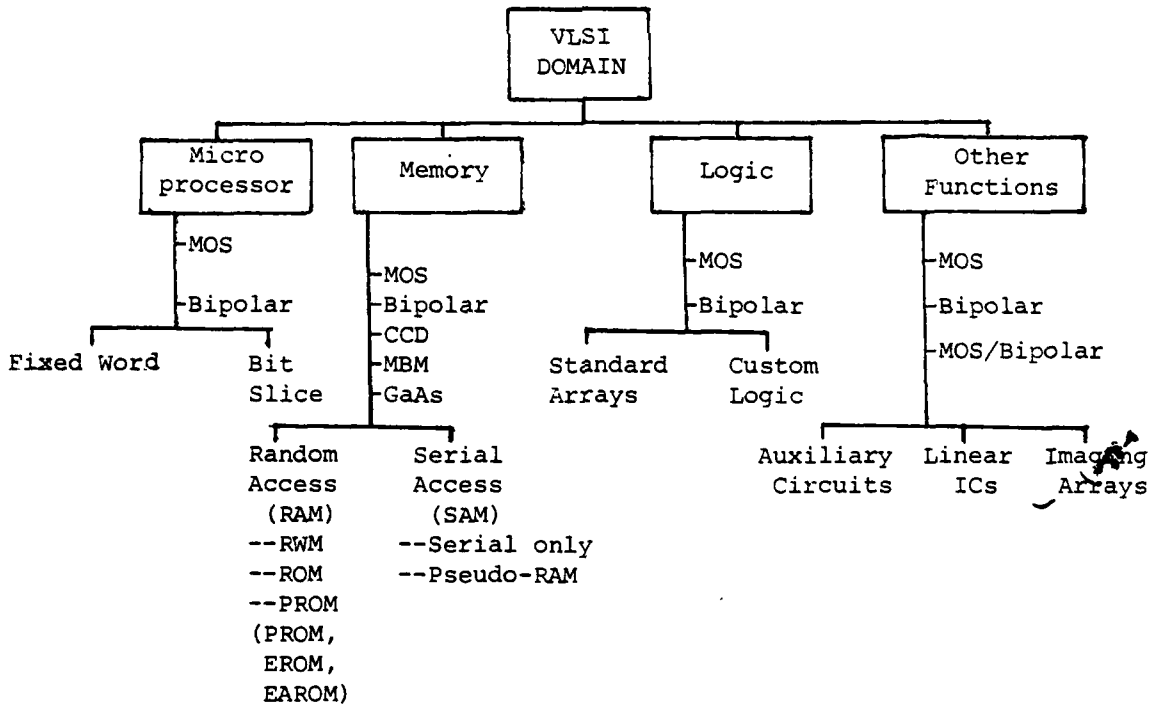 VLSI
DOMAIN
Micro
processor
Memory
Logic
Other
Functions
-MOS
-Bipolar
Fixed Word
Bit
Slice
-MOS
-Bipolar
-CCD
-MBM
-GaAs
Random
Access
(RAM)
--RWM
--ROM
--PROM
(PROM,
EROM,
EAROM)
Serial
Access
(SAM)
--Serial only
--Pseudo-RAM
-MOS
-Bipolar
Standard
Arrays
Custom
Logic
-MOS
-Bipolar
-MOS/Bipolar
Auxiliary
Circuits
Linear
ICs
Imaging
Arrays